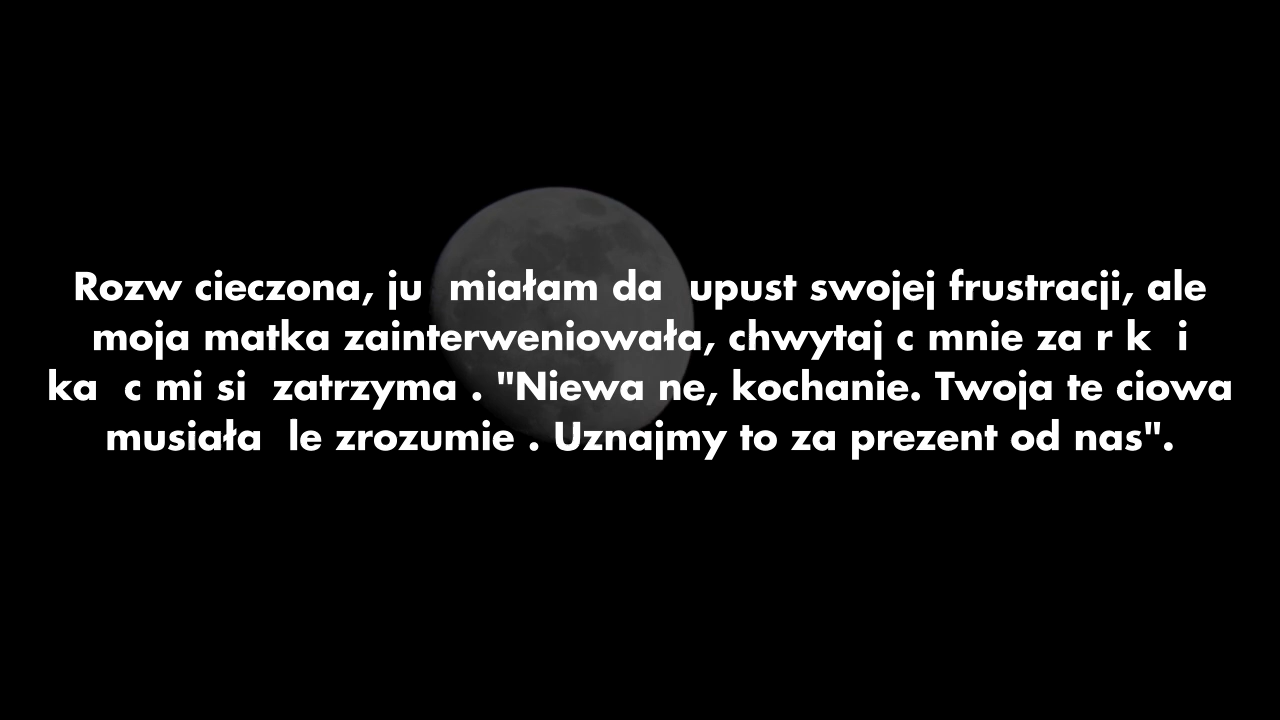 Rozw cieczona, ju  miałam da  upust swojej frustracji, ale
moja matka zainterweniowała, chwytaj c mnie za r k  i
ka  c mi si  zatrzyma . "Niewa ne, kochanie. Twoja te ciowa
musiała  le zrozumie . Uznajmy to za prezent od nas".